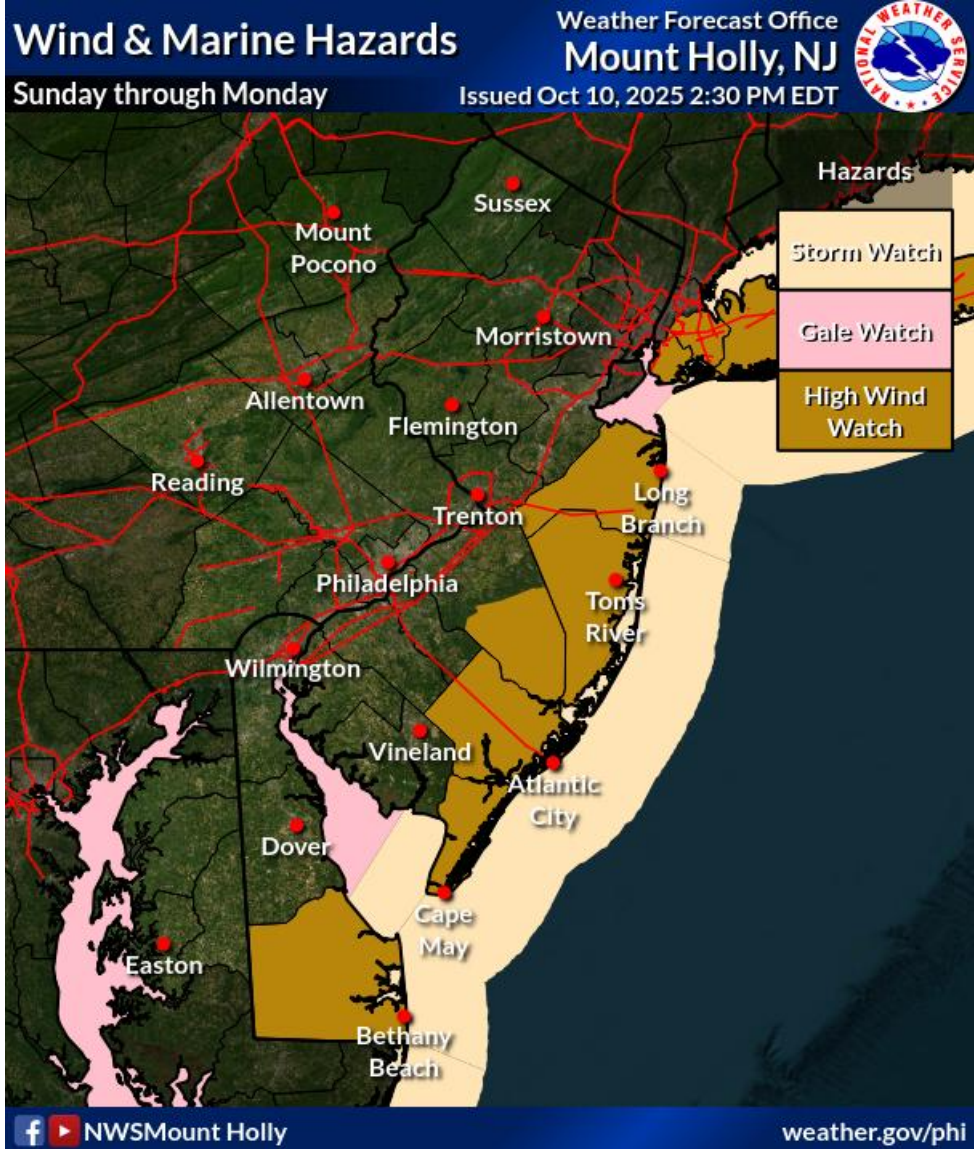 Wind & Marine Hazards
Weather Forecast Office
Mount Holly, NJ
Sunday through Monday
Issued Oct 10, 2025 2:30 PM EDT
NATIONAL WEATHER SERVICE
Hazards
Storm Watch
Gale Watch
High Wind
Watch
Sussex
Mount
Pocono
Morristown
Allentown
Flemington
Reading
Long
Branch
Trenton
Philadelphia
Toms
River
Wilmington
Vineland
Atlantic
City
Dover
Cape
May
Easton
Bethany
Beach
NWSMount Holly
weather.gov/phi